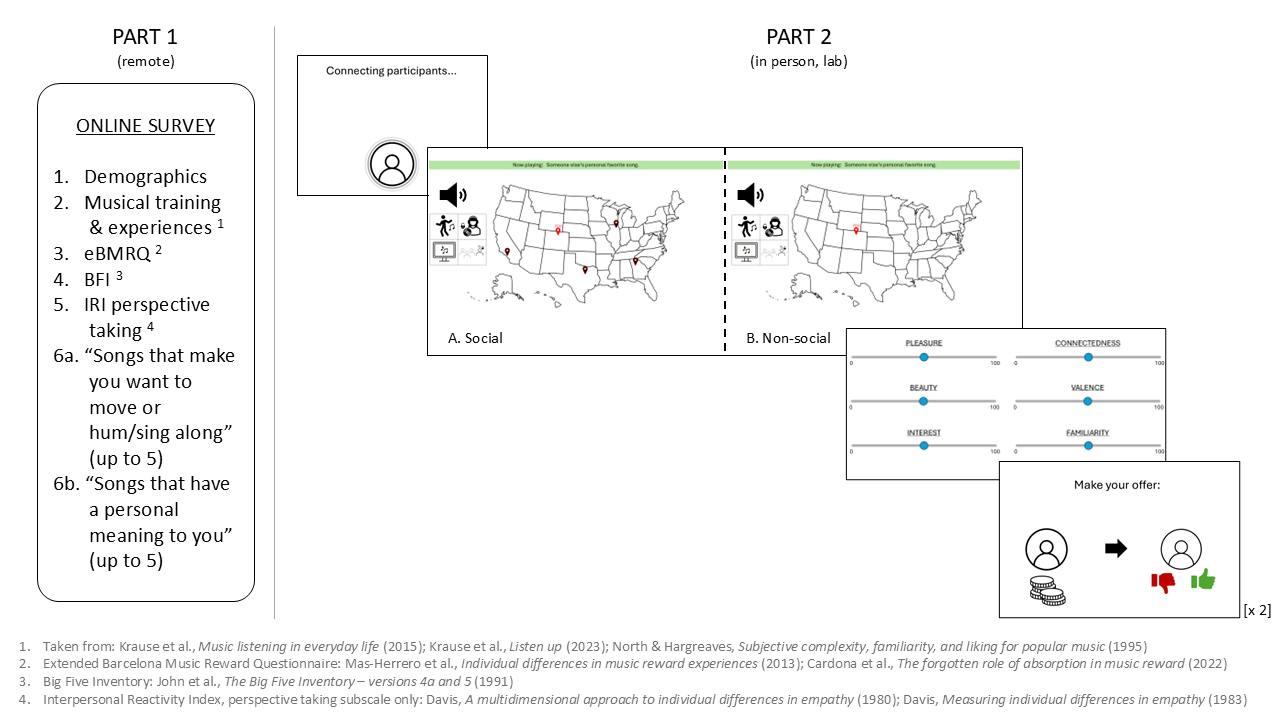 PART 1
(remote)
ONLINE SURVEY
1. Demographics
2. Musical training
& experiences 1
3. eBMRQ 2
4. BFI 3
5. IRI perspective
taking 4
6a. “Songs that make
you want to
move or
hum/sing along”
(up to 5)
6b. “Songs that have
a personal
meaning to you”
(up to 5)
PART 2
(in person, lab)
Connecting participants...
Now playing: Someone else's personal favorite song.
Now playing: Someone else's personal favorite song.
A. Social
B. Non-social
PLEASURE
0 100
CONNECTEDNESS
0 100
BEAUTY
0 100
VALENCE
0 100
INTEREST
0 100
FAMILIARITY
0 100
Make your offer:
[x 2]
1. Taken from: Krause et al., Music listening in everyday life (2015); Krause et al., Listen up (2023); North & Hargreaves, Subjective complexity, familiarity, and liking for popular music (1995)
2. Extended Barcelona Music Reward Questionnaire: Mas-Herrero et al., Individual differences in music reward experiences (2013); Cardona et al., The forgotten role of absorption in music reward (2022)
3. Big Five Inventory: John et al., The Big Five Inventory – versions 4a and 5 (1991)
4. Interpersonal Reactivity Index, perspective taking subscale only: Davis, A multidimensional approach to individual differences in empathy (1980); Davis, Measuring individual differences in empathy (1983)